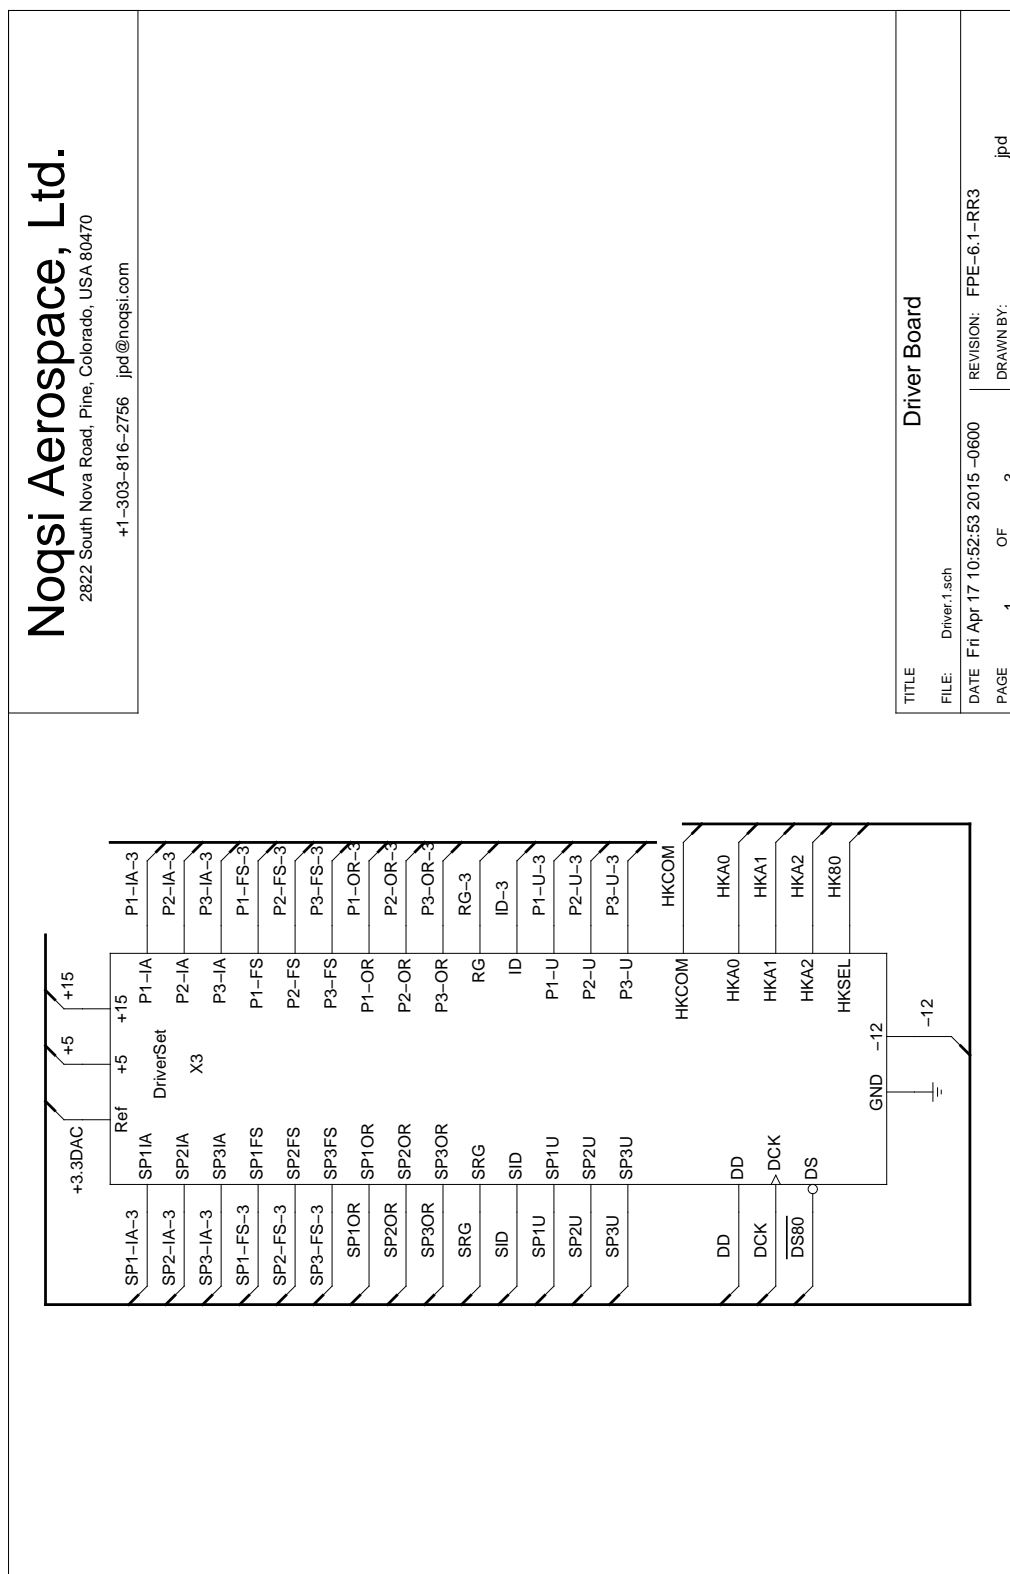 Noqsi Aerospace, Ltd.
2822 South Nova Road, Pine, Colorado, USA 80470
+1−303−816−2756 jpd@noqsi.com
+3.3DAC
+5
+15
Ref
+5
+15
DriverSet
X3
SP1−IA−3 SP1IA P1−IA P1−IA−3
SP2−IA−3 SP2IA P2−IA P2−IA−3
SP3−IA−3 SP3IA P3−IA P3−IA−3
SP1−FS−3 SP1FS P1−FS P1−FS−3
SP2−FS−3 SP2FS P2−FS P2−FS−3
SP3−FS−3 SP3FS P3−FS P3−FS−3
SP1OR SP1OR P1−OR P1−OR−3
SP2OR SP2OR P2−OR P2−OR−3
SP3OR SP3OR P3−OR P3−OR−3
SRG SRG RG RG−3
SID SID ID ID−3
SP1U SP1U P1−U P1−U−3
SP2U SP2U P2−U P2−U−3
SP3U SP3U P3−U P3−U−3
HKCOM HKCOM
DD DD HKA0 HKA0
DCK DCK HKA1 HKA1
DS80 DS HKA2 HKA2
HKSEL HK80
GND −12
−12
TITLE
Driver Board
FILE: Driver.1.sch
DATE Fri Apr 17 10:52:53 2015 −0600 REVISION: FPE−6.1−RR3
PAGE OF DRAWN BY: jpd